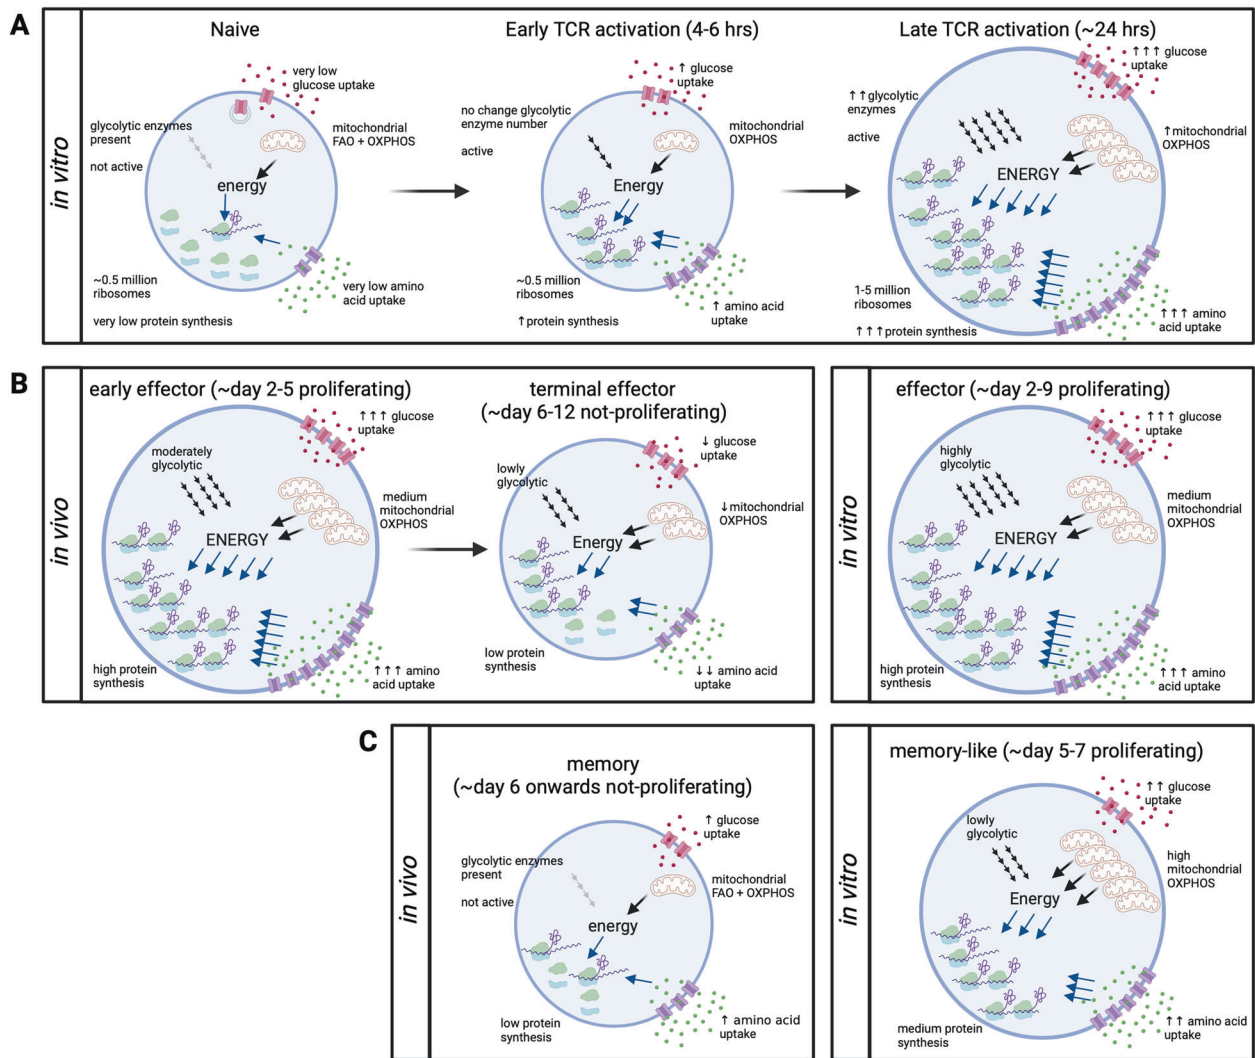 A
in vitro
Naive
very low
glucose uptake
glycolytic enzymes
present
not active
mitochondrial
FAO + OXPHOS
energy
~0.5 million
ribosomes
very low protein synthesis
very low amino
acid uptake
Early TCR activation (4-6 hrs)
↑ glucose
uptake
no change glycolytic
enzyme number
active
mitochondrial
OXPHOS
Energy
~0.5 million
ribosomes
↑protein synthesis
↑ amino acid
uptake
Late TCR activation (~24 hrs)
↑↑↑ glucose
uptake
↑↑glycolytic
enzymes
active
↑mitochondrial
OXPHOS
ENERGY
1-5 million
ribosomes
↑↑↑protein synthesis
↑↑↑ amino
acid uptake
B
in vivo
early effector (~day 2-5 proliferating)
↑↑↑ glucose
uptake
moderately
glycolytic
medium
mitochondrial
OXPHOS
ENERGY
high protein
synthesis
↑↑↑ amino
acid uptake
terminal effector
(~day 6-12 not-proliferating)
↓ glucose
uptake
lowly
glycolytic
↓mitochondrial
OXPHOS
Energy
low protein
synthesis
↓↓ amino acid
uptake
in vitro
effector (~day 2-9 proliferating)
↑↑↑ glucose
uptake
highly
glycolytic
medium
mitochondrial
OXPHOS
ENERGY
high protein
synthesis
↑↑↑ amino
acid uptake
C
in vivo
memory
(~day 6 onwards not-proliferating)
↑ glucose
uptake
glycolytic enzymes
present
not active
mitochondrial
FAO + OXPHOS
energy
low protein
synthesis
↑ amino acid
uptake
in vitro
memory-like (~day 5-7 proliferating)
↑↑ glucose
uptake
lowly
glycolytic
high
mitochondrial
OXPHOS
Energy
medium protein
synthesis
↑↑ amino acid
uptake